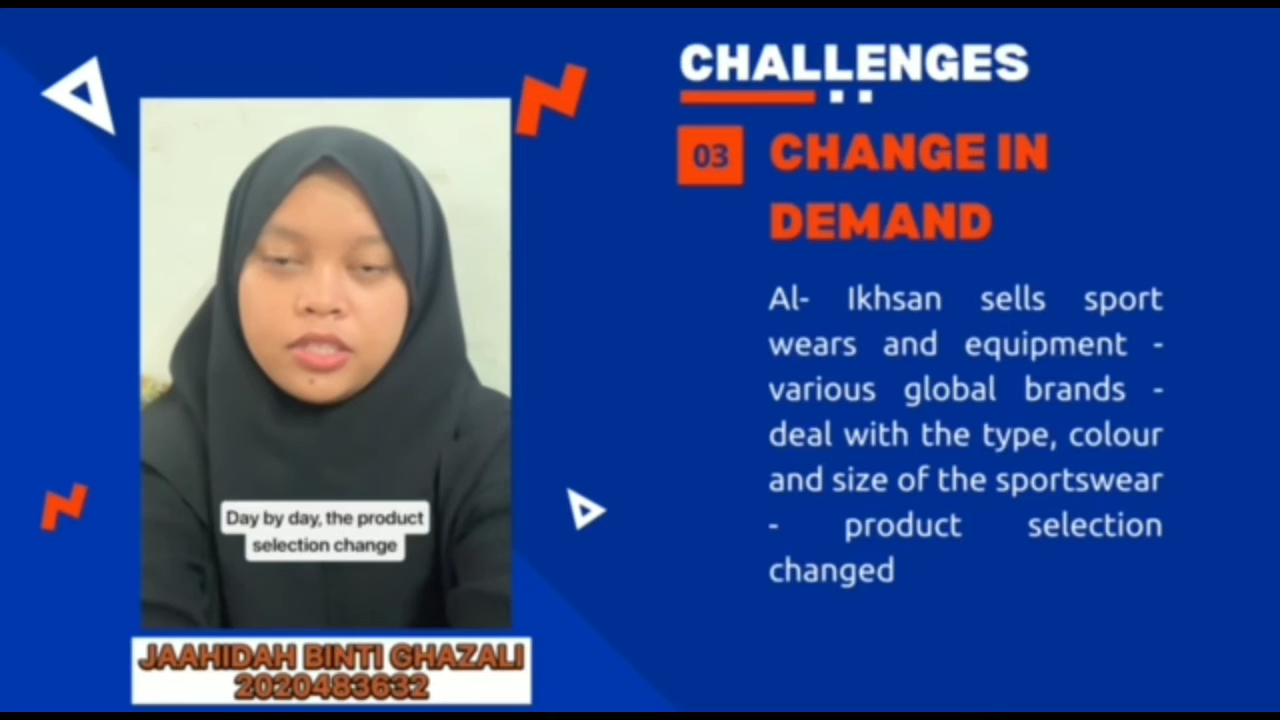 CHALLENGES
03
CHANGE IN
DEMAND
Al- Ikhsan sells sport
wears and equipment -
various global brands -
deal with the type, colour
and size of the sportswear
- product selection
changed
Day by day, the product
selection change
JAAHIDAH BINTI GHAZALI
2020483632